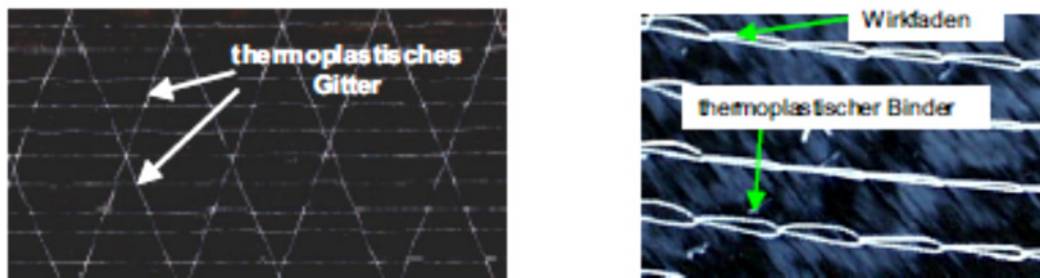 thermoplastisches
Gitter
Wirkfaden
thermoplastischer Binder